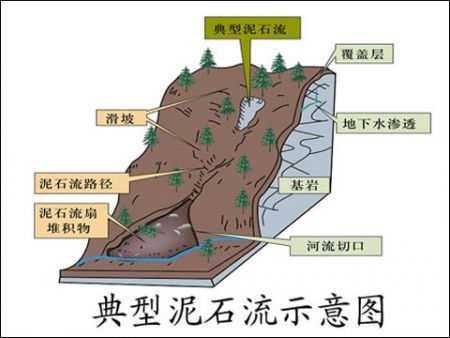 典型泥石流
覆盖层
滑坡
地下水渗透
泥石流路径
基岩
泥石流扇
堆积物
河流切口
典型泥石流示意图